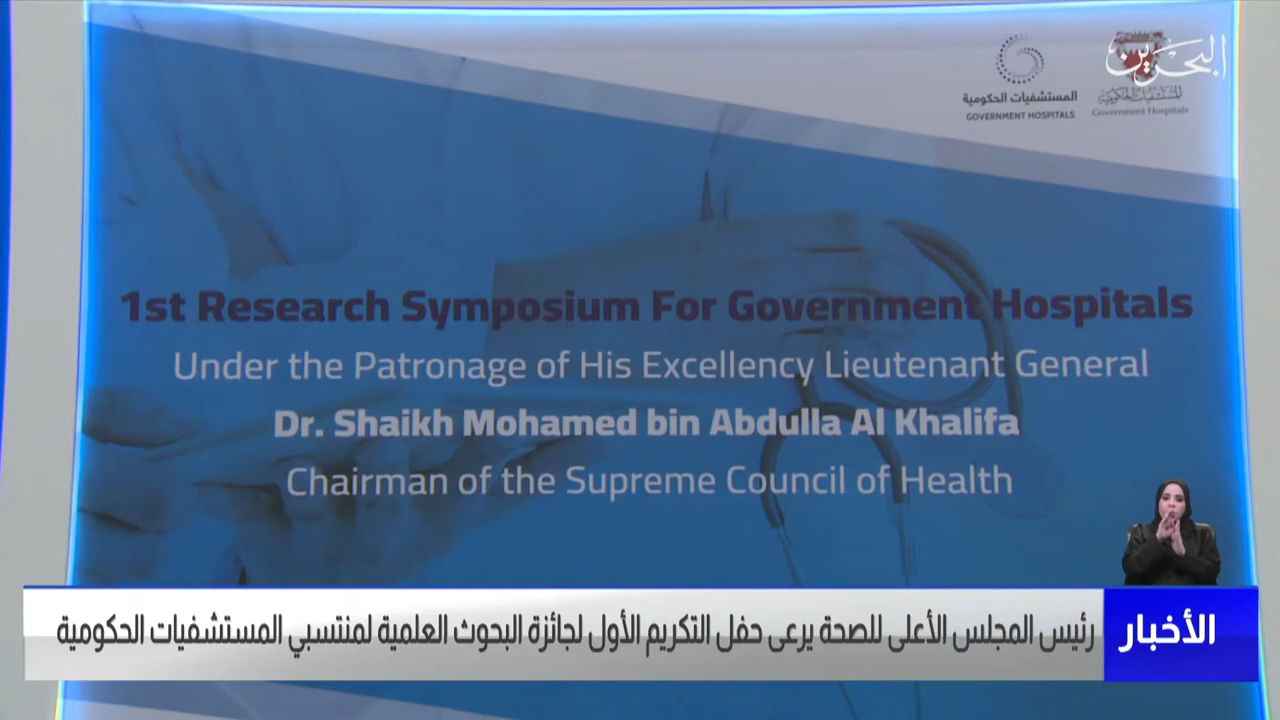 البحرين
المستشفيات الحكومية
GOVERNMENT HOSPITALS
المستشفيات الحكومية
Government Hospitals
1st Research Symposium For Government Hospitals
Under the Patronage of His Excellency Lieutenant General
Dr. Shaikh Mohamed bin Abdulla Al Khalifa
Chairman of the Supreme Council of Health
الأخبار
رئيس المجلس الأعلى للصحة يرعى حفل التكريم الأول لجائزة البحوث العلمية لمنتسبي المستشفيات الحكومية